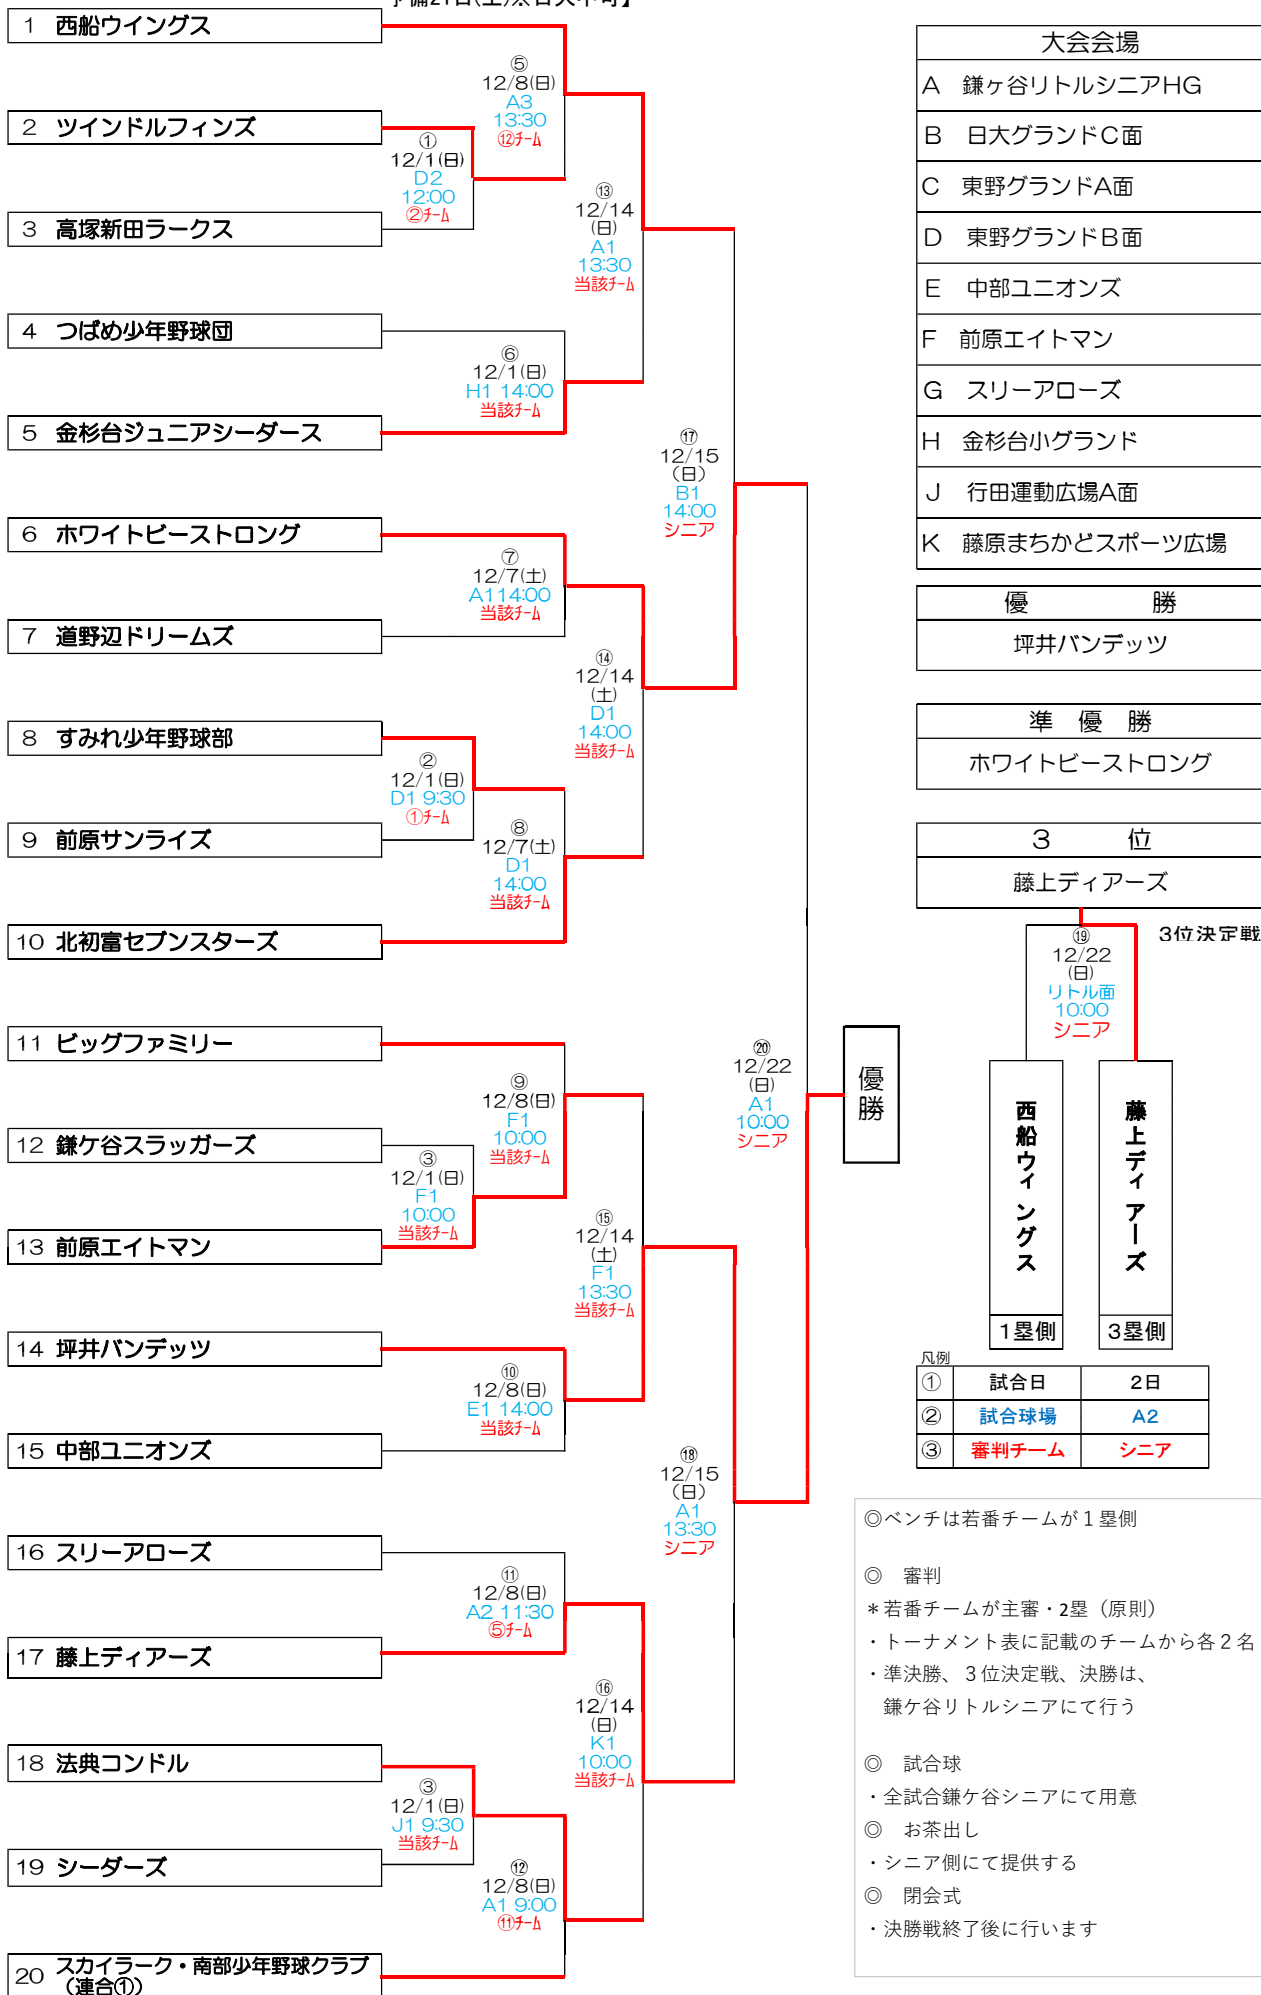 1 西船ウイングス
2 ツインドルフィンズ
3 高塚新田ラークス
4 つばめ少年野球団
5 金杉台ジュニアシーダース
6 ホワイトビーストロング
7 道野辺ドリームズ
8 すみれ少年野球部
9 前原サンライズ
10 北初富セブンスターズ
11 ビッグファミリー
12 鎌ケ谷スラッガーズ
13 前原エイトマン
14 坪井バンデッツ
15 中部ユニオンズ
16 スリーアローズ
17 藤上ディアーズ
18 法典コンドル
19 シーダーズ
20 スカイラーク・南部少年野球クラブ
(連合①)
①
12/1(日)
D2
12:00
②チーム
②
12/1(日)
D1 9:30
①チーム
③
12/1(日)
F1
10:00
当該チーム
③
12/1(日)
J1 9:30
当該チーム
⑤
12/8(日)
A3
13:30
⑫チーム
⑥
12/1(日)
H1 14:00
当該チーム
⑦
12/7(土)
A114:00
当該チーム
⑧
12/7(土)
D1
14:00
当該チーム
⑨
12/8(日)
F1
10:00
当該チーム
⑩
12/8(日)
E1 14:00
当該チーム
⑪
12/8(日)
A2 11:30
⑤チーム
⑫
12/8(日)
A1 9:00
⑪チーム
⑬
12/14
(日)
A1
13:30
当該チーム
⑭
12/14
(土)
D1
14:00
当該チーム
⑮
12/14
(土)
F1
13:30
当該チーム
⑯
12/14
(日)
K1
10:00
当該チーム
⑰
12/15
(日)
B1
14:00
シニア
⑱
12/15
(日)
A1
13:30
シニア
⑳
12/22
(日)
A1
10:00
シニア
優勝
大会会場
A 鎌ヶ谷リトルシニアHG
B 日大グランドC面
C 東野グランドA面
D 東野グランドB面
E 中部ユニオンズ
F 前原エイトマン
G スリーアローズ
H 金杉台小グランド
J 行田運動広場A面
K 藤原まちかどスポーツ広場
優 勝
坪井バンデッツ
準 優 勝
ホワイトビーストロング
3 位
藤上ディアーズ
3位決定戦
⑲
12/22
(日)
リトル面
10:00
シニア
西船ウィングス
藤上ディアーズ
1塁側
3塁側
凡例
① 試合日 2日
② 試合球場 A2
③ 審判チーム シニア
◎ベンチは若番チームが１塁側
◎ 審判
＊若番チームが主審・2塁（原則）
・トーナメント表に記載のチームから各２名
・準決勝、３位決定戦、決勝は、
鎌ケ谷リトルシニアにて行う
◎ 試合球
・全試合鎌ケ谷シニアにて用意
◎ お茶出し
・シニア側にて提供する
◎ 閉会式
・決勝戦終了後に行います